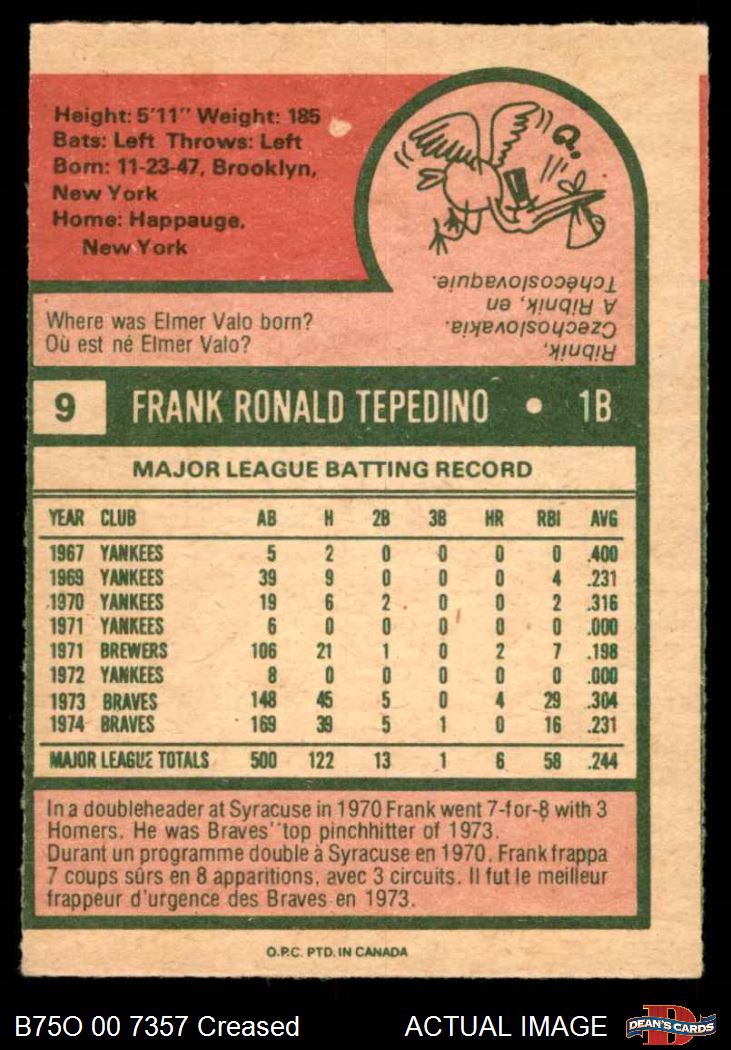 Height: 5'11" Weight: 185
Bats: Left Throws: Left
Born: 11-23-47, Brooklyn,
New York
Home: Happauge,
New York
Q.
Where was Elmer Valo born?
Où est né Elmer Valo?
Ribnik,
Czechoslovakia.
A Ribnik, en
Tchécoslovaquie.
9 FRANK RONALD TEPEDINO • 1B
MAJOR LEAGUE BATTING RECORD
YEAR CLUB AB H 2B 3B HR RBI AVG
1967 YANKEES 5 2 0 0 0 0 .400
1969 YANKEES 39 9 0 0 0 4 .231
1970 YANKEES 19 6 2 0 0 2 .316
1971 YANKEES 6 0 0 0 0 0 .000
1971 BREWERS 106 21 1 0 2 7 .198
1972 YANKEES 8 0 0 0 0 0 .000
1973 BRAVES 148 45 5 0 4 29 .304
1974 BRAVES 169 39 5 1 0 16 .231
MAJOR LEAGUE TOTALS 500 122 13 1 6 58 .244
In a doubleheader at Syracuse in 1970 Frank went 7-for-8 with 3
Homers. He was Braves' top pinchhitter of 1973.
Durant un programme double à Syracuse en 1970, Frank frappa
7 coups sûrs en 8 apparitions, avec 3 circuits. Il fut le meilleur
frappeur d'urgence des Braves en 1973.
O.P.C. PTD. IN CANADA
B75O 00 7357 Creased ACTUAL IMAGE
D
DEAN'S CARDS